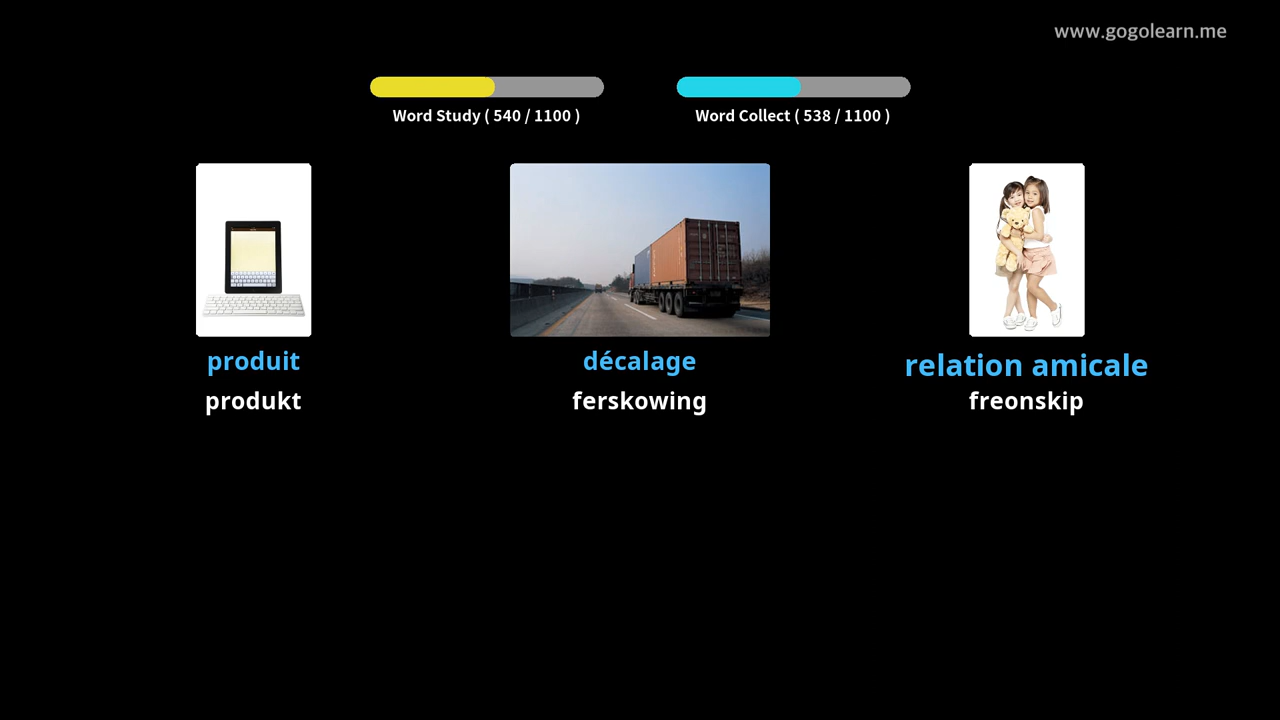 www.gogolearn.me
Word Study ( 540 / 1100 )
Word Collect ( 538 / 1100 )
produit
décalage
relation amicale
produkt
ferskowing
freonskip